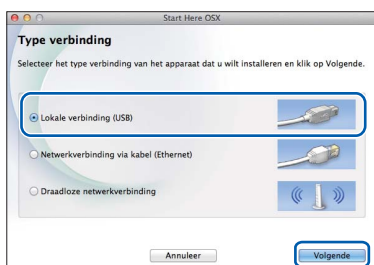 Start Here OSX
Type verbinding
Selecteer het type verbinding van het apparaat dat u wilt installeren en klik op Volgende.
Lokale verbinding (USB)
Netwerkverbinding via kabel (Ethernet)
Draadloze netwerkverbinding
Annuleer
Volgende